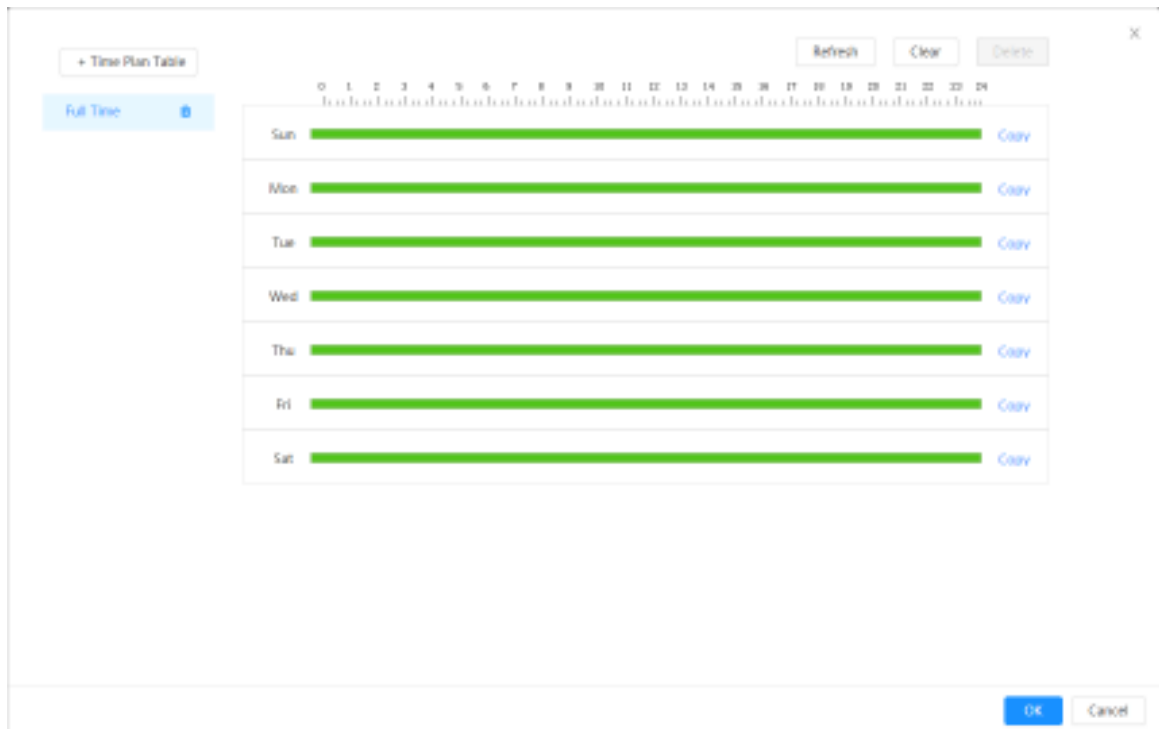 + Time Plan Table
Refresh Clear Delete
Full Time
0 1 2 3 4 5 6 7 8 9 10 11 12 13 14 15 16 17 18 19 20 21 22 23 24
Sun Copy
Mon Copy
Tue Copy
Wed Copy
Thu Copy
Fri Copy
Sat Copy
OK Cancel